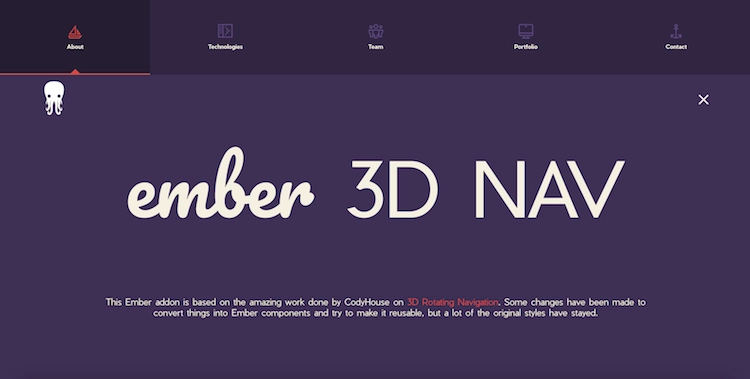 About
Technologies
Team
Portfolio
Contact
ember 3D NAV
This Ember addon is based on the amazing work done by CodyHouse on 3D Rotating Navigation. Some changes have been made to
convert things into Ember components and try to make it reusable, but a lot of the original styles have stayed.